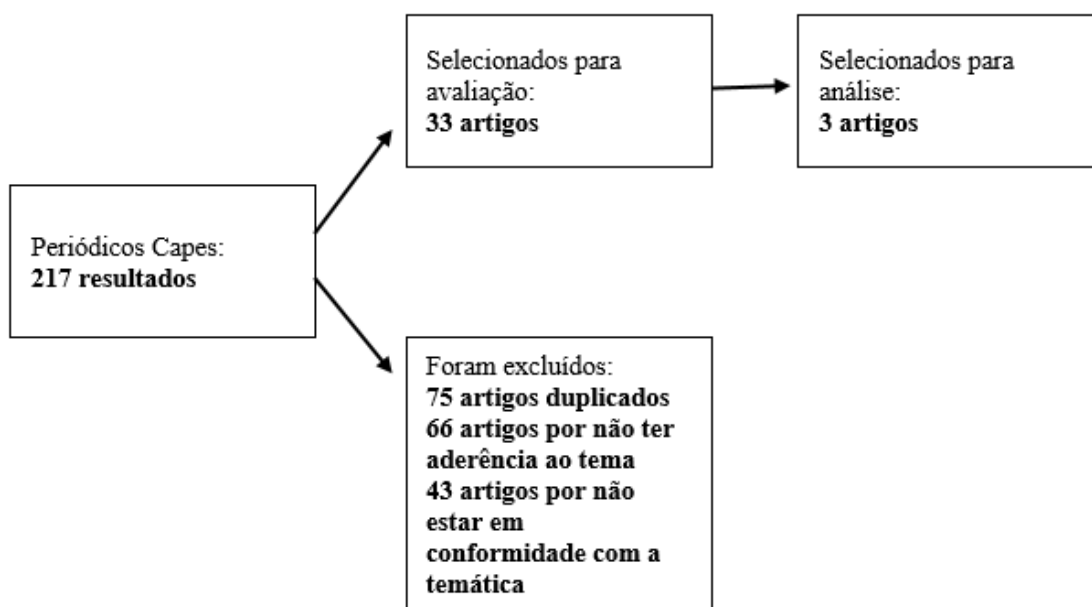 Periódicos Capes:
217 resultados
Selecionados para
avaliação:
33 artigos
Selecionados para
análise:
3 artigos
Foram excluídos:
75 artigos duplicados
66 artigos por não ter
aderência ao tema
43 artigos por não
estar em
conformidade com a
temática